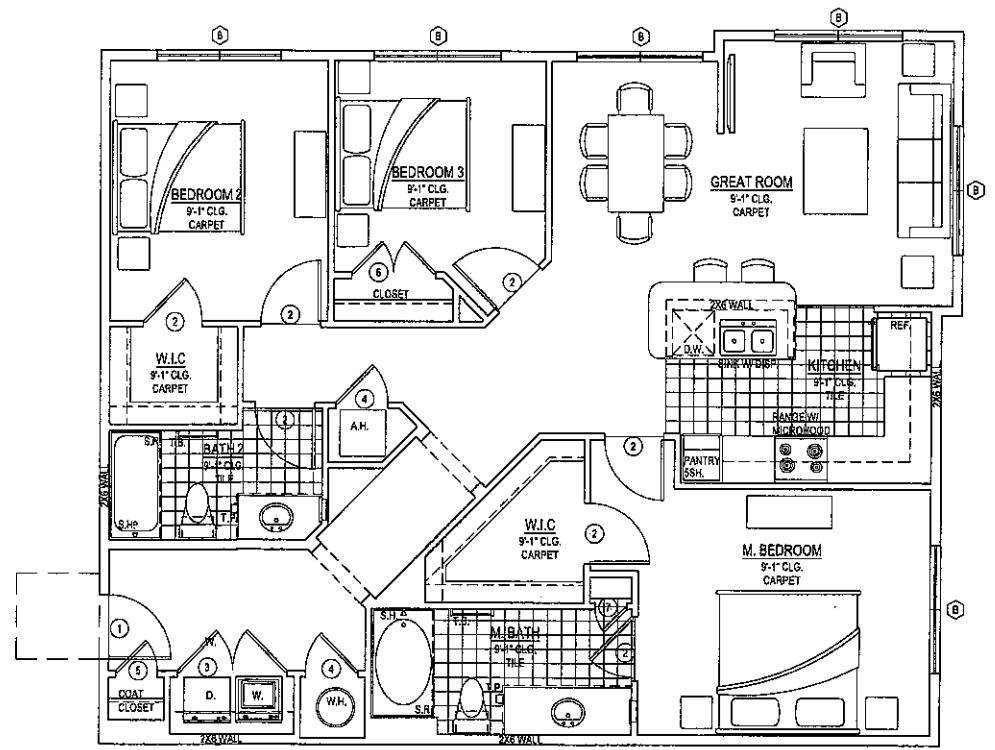 B
B
B
B
BEDROOM 2
9'-1" CLG.
CARPET
BEDROOM 3
9'-1" CLG.
CARPET
GREAT ROOM
9'-1" CLG.
CARPET
B
6
CLOSET
2
2
2
2X6 WALL
D.W.
SINK W/DISP.
REF.
KITCHEN
9'-1" CLG.
TILE
2X6 WALL
W.I.C
9'-1" CLG.
CARPET
4
A.H.
RANGE W/
MICROHOOD
PANTRY
5SH.
2
2
S.R.
T.B.
BATH 2
9'-1" CLG.
TILE
2X6 WALL
S.H.
T.P.
W.I.C
9'-1" CLG.
CARPET
2
M. BEDROOM
9'-1" CLG.
CARPET
B
1
S.H.
T.B.
7
M. BATH
9'-1" CLG.
TILE
2
W.
5
3
4
COAT
CLOSET
D.
W.
W.H.
T.P.
S.R.
2X6 WALL
2X6 WALL